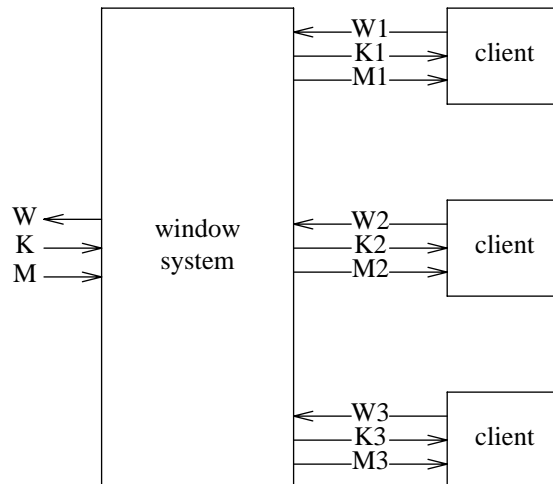 W1
K1
M1
client
W
K
M
window
system
W2
K2
M2
client
W3
K3
M3
client